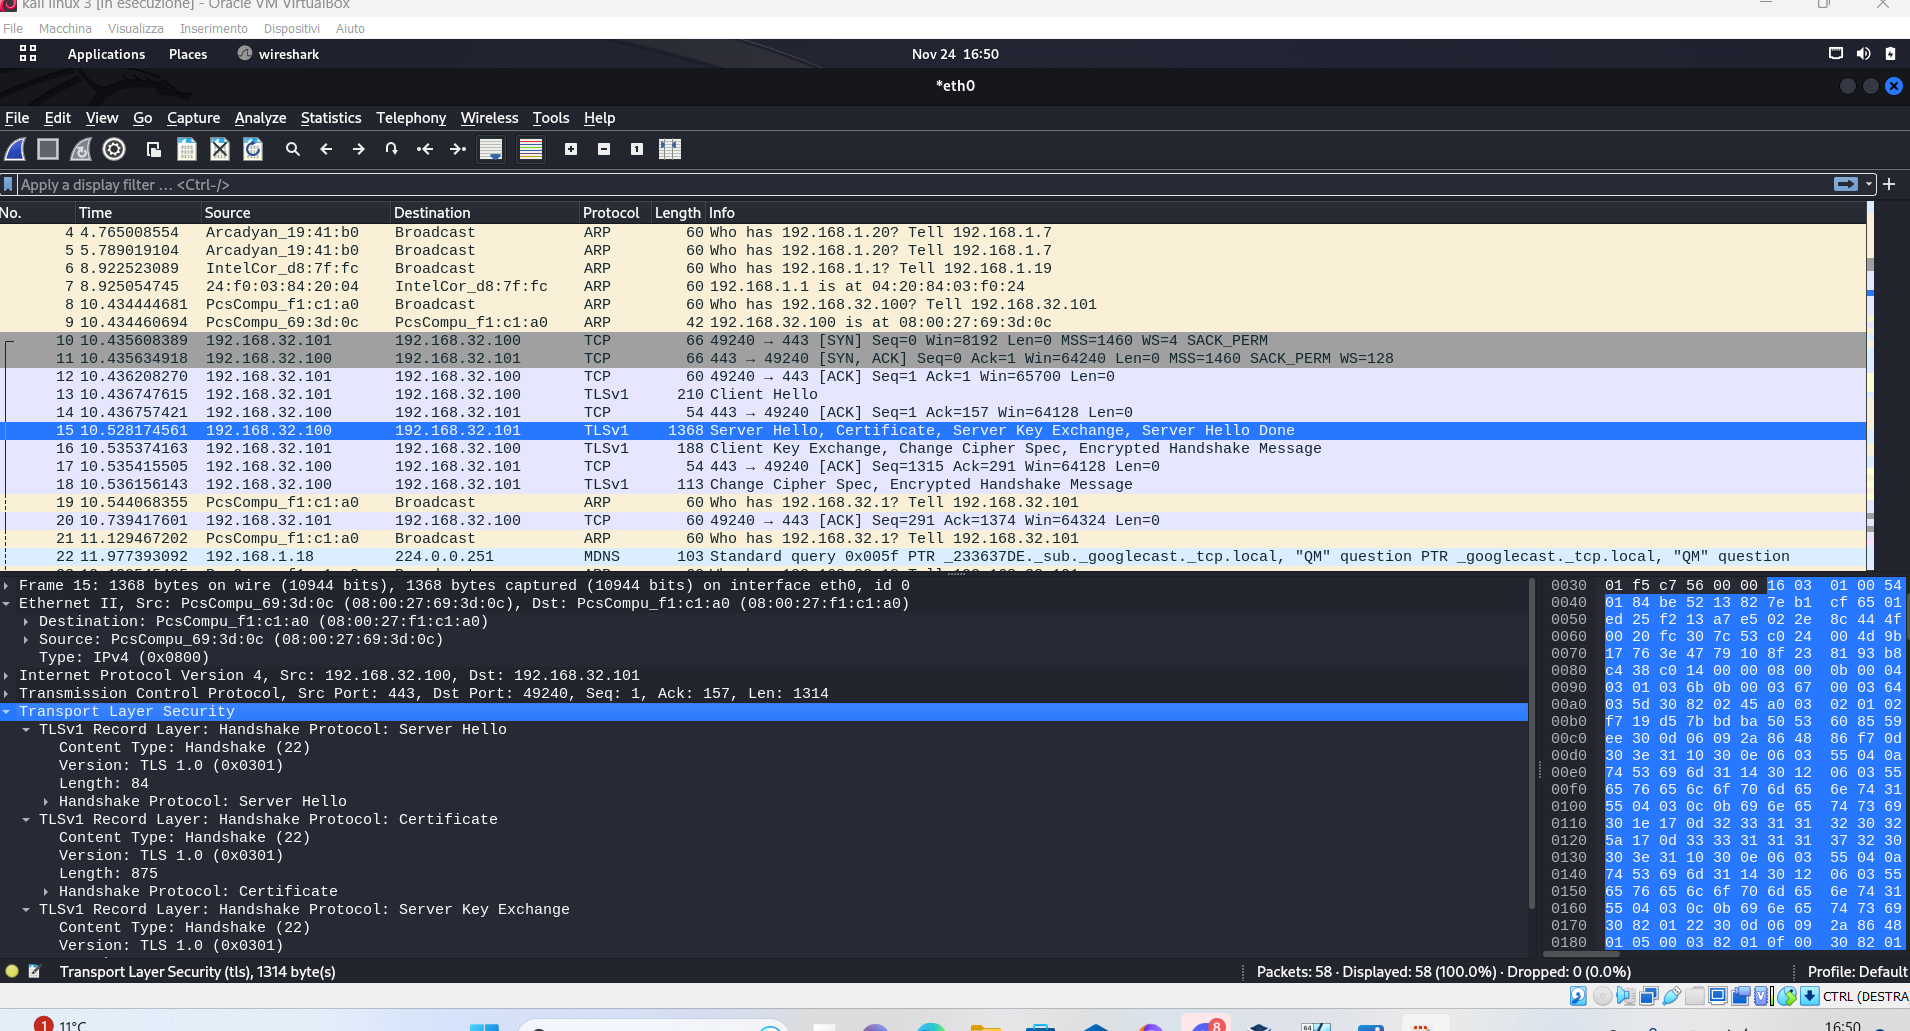 kali linux 3 [In esecuzione] - Oracle VM VirtualBox
File Macchina Visualizza Inserimento Dispositivi Aiuto
Applications Places wireshark Nov 24 16:50
*eth0
File Edit View Go Capture Analyze Statistics Telephony Wireless Tools Help
Apply a display filter … <Ctrl-/>
No. Time Source Destination Protocol Length Info
4 4.765008554 Arcadyan_19:41:b0 Broadcast ARP 60 Who has 192.168.1.20? Tell 192.168.1.7
5 5.789019104 Arcadyan_19:41:b0 Broadcast ARP 60 Who has 192.168.1.20? Tell 192.168.1.7
6 8.922523089 IntelCor_d8:7f:fc Broadcast ARP 60 Who has 192.168.1.1? Tell 192.168.1.19
7 8.925054745 24:f0:03:84:20:04 IntelCor_d8:7f:fc ARP 60 192.168.1.1 is at 04:20:84:03:f0:24
8 10.434444681 PcsCompu_f1:c1:a0 Broadcast ARP 60 Who has 192.168.32.100? Tell 192.168.32.101
9 10.434460694 PcsCompu_69:3d:0c PcsCompu_f1:c1:a0 ARP 42 192.168.32.100 is at 08:00:27:69:3d:0c
10 10.435608389 192.168.32.101 192.168.32.100 TCP 66 49240 → 443 [SYN] Seq=0 Win=8192 Len=0 MSS=1460 WS=4 SACK_PERM
11 10.435634918 192.168.32.100 192.168.32.101 TCP 66 443 → 49240 [SYN, ACK] Seq=0 Ack=1 Win=64240 Len=0 MSS=1460 SACK_PERM WS=128
12 10.436208270 192.168.32.101 192.168.32.100 TCP 60 49240 → 443 [ACK] Seq=1 Ack=1 Win=65700 Len=0
13 10.436747615 192.168.32.101 192.168.32.100 TLSv1 210 Client Hello
14 10.436757421 192.168.32.100 192.168.32.101 TCP 54 443 → 49240 [ACK] Seq=1 Ack=157 Win=64128 Len=0
15 10.528174561 192.168.32.100 192.168.32.101 TLSv1 1368 Server Hello, Certificate, Server Key Exchange, Server Hello Done
16 10.535374163 192.168.32.101 192.168.32.100 TLSv1 188 Client Key Exchange, Change Cipher Spec, Encrypted Handshake Message
17 10.535415505 192.168.32.100 192.168.32.101 TCP 54 443 → 49240 [ACK] Seq=1315 Ack=291 Win=64128 Len=0
18 10.536156143 192.168.32.100 192.168.32.101 TLSv1 113 Change Cipher Spec, Encrypted Handshake Message
19 10.544068355 PcsCompu_f1:c1:a0 Broadcast ARP 60 Who has 192.168.32.1? Tell 192.168.32.101
20 10.739417601 192.168.32.101 192.168.32.100 TCP 60 49240 → 443 [ACK] Seq=291 Ack=1374 Win=64324 Len=0
21 11.129467202 PcsCompu_f1:c1:a0 Broadcast ARP 60 Who has 192.168.32.1? Tell 192.168.32.101
22 11.977393092 192.168.1.18 224.0.0.251 MDNS 103 Standard query 0x005f PTR _233637DE._sub._googlecast._tcp.local, "QM" question PTR _googlecast._tcp.local, "QM" question
Frame 15: 1368 bytes on wire (10944 bits), 1368 bytes captured (10944 bits) on interface eth0, id 0
Ethernet II, Src: PcsCompu_69:3d:0c (08:00:27:69:3d:0c), Dst: PcsCompu_f1:c1:a0 (08:00:27:f1:c1:a0)
Destination: PcsCompu_f1:c1:a0 (08:00:27:f1:c1:a0)
Source: PcsCompu_69:3d:0c (08:00:27:69:3d:0c)
Type: IPv4 (0x0800)
Internet Protocol Version 4, Src: 192.168.32.100, Dst: 192.168.32.101
Transmission Control Protocol, Src Port: 443, Dst Port: 49240, Seq: 1, Ack: 157, Len: 1314
Transport Layer Security
TLSv1 Record Layer: Handshake Protocol: Server Hello
Content Type: Handshake (22)
Version: TLS 1.0 (0x0301)
Length: 84
Handshake Protocol: Server Hello
TLSv1 Record Layer: Handshake Protocol: Certificate
Content Type: Handshake (22)
Version: TLS 1.0 (0x0301)
Length: 875
Handshake Protocol: Certificate
TLSv1 Record Layer: Handshake Protocol: Server Key Exchange
Content Type: Handshake (22)
Version: TLS 1.0 (0x0301)
0030 01 f5 c7 56 00 00 16 03 01 00 54
0040 01 84 be 52 13 82 7e b1 cf 65 01
0050 ed 25 f2 13 a7 e5 02 2e 8c 44 4f
0060 00 20 fc 30 7c 53 c0 24 00 4d 9b
0070 17 76 3e 47 79 10 8f 23 81 93 b8
0080 c4 38 c0 14 00 00 08 00 0b 00 04
0090 03 01 03 6b 0b 00 03 67 00 03 64
00a0 03 5d 30 82 02 45 a0 03 02 01 02
00b0 f7 19 d5 7b bd ba 50 53 60 85 59
00c0 ee 30 0d 06 09 2a 86 48 86 f7 0d
00d0 30 3e 31 10 30 0e 06 03 55 04 0a
00e0 74 53 69 6d 31 14 30 12 06 03 55
00f0 65 76 65 6c 6f 70 6d 65 6e 74 31
0100 55 04 03 0c 0b 69 6e 65 74 73 69
0110 30 1e 17 0d 32 33 31 31 32 30 32
0120 5a 17 0d 33 33 31 31 31 37 32 30
0130 30 3e 31 10 30 0e 06 03 55 04 0a
0140 74 53 69 6d 31 14 30 12 06 03 55
0150 65 76 65 6c 6f 70 6d 65 6e 74 31
0160 55 04 03 0c 0b 69 6e 65 74 73 69
0170 30 82 01 22 30 0d 06 09 2a 86 48
0180 01 05 00 03 82 01 0f 00 30 82 01
Transport Layer Security (tls), 1314 byte(s) Packets: 58 · Displayed: 58 (100.0%) · Dropped: 0 (0.0%) Profile: Default
CTRL (DESTRA
1 11°C 8 16:50